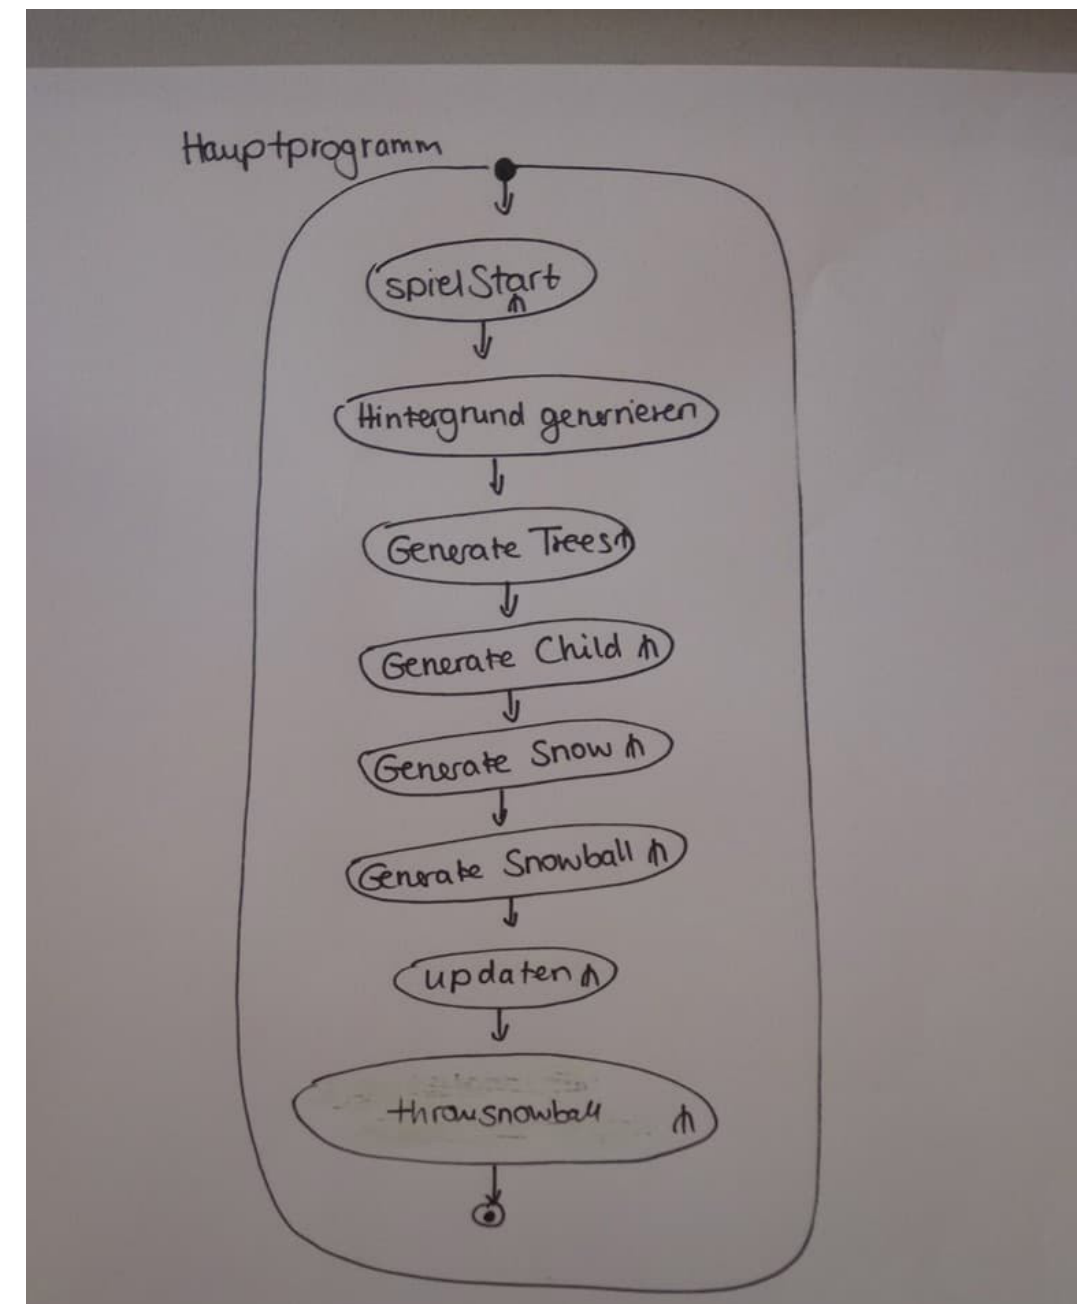 Hauptprogramm
spielStart
Hintergrund generieren
Generate Trees
Generate Child
Generate Snow
Generate Snowball
updaten
throwsnowball